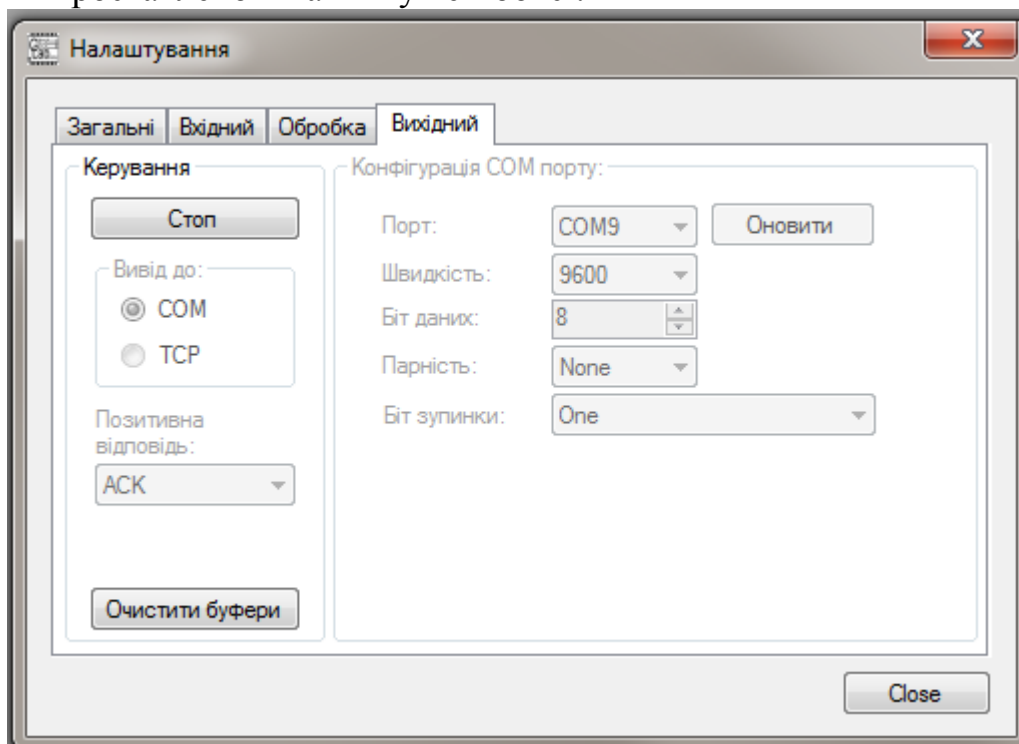 Налаштування
Загальні Вхідний Обробка Вихідний
Керування
Стоп
Вивід до:
COM
TCP
Позитивна
відповідь:
ACK
Очистити буфери
Конфігурація COM порту:
Порт: COM9 Оновити
Швидкість: 9600
Біт даних: 8
Парність: None
Біт зупинки: One
Close